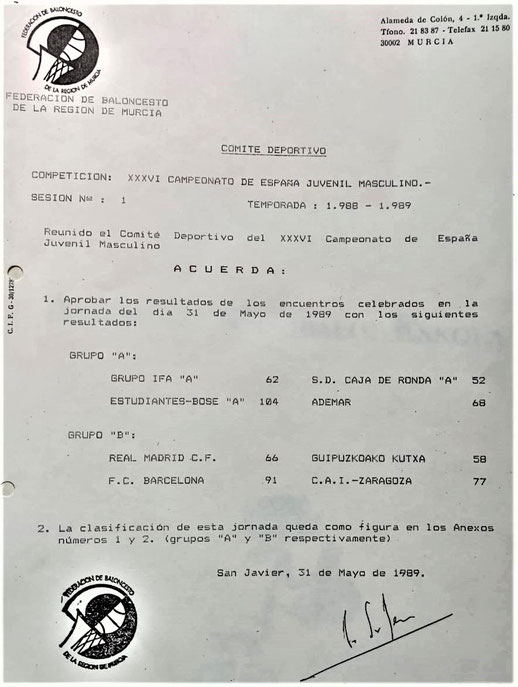 FEDERACION DE BALONCESTO
DE LA REGION DE MURCIA
Alameda de Colón, 4 - 1.º Izqda.
Tfono. 21 83 87 - Telefax 21 15 80
30002 MURCIA
FEDERACION DE BALONCESTO
DE LA REGION DE MURCIA
COMITE DEPORTIVO
COMPETICION: XXXVI CAMPEONATO DE ESPAÑA JUVENIL MASCULINO.-
SESION Nº : 1
TEMPORADA : 1.988 - 1.989
Reunido el Comité Deportivo del XXXVI Campeonato de España
Juvenil Masculino
A C U E R D A :
1. Aprobar los resultados de los encuentros celebrados en la
jornada del dia 31 de Mayo de 1989 con los siguientes
resultados:
GRUPO "A":
GRUPO IFA "A" 62 S.D. CAJA DE RONDA "A" 52
ESTUDIANTES-BOSE "A" 104 ADEMAR 68
GRUPO "B":
REAL MADRID C.F. 66 GUIPUZKOAKO KUTXA 58
F.C. BARCELONA 91 C.A.I.-ZARAGOZA 77
2. La clasificación de esta jornada queda como figura en los Anexos
números 1 y 2. (grupos "A" y "B" respectivamente)
San Javier, 31 de Mayo de 1989.
FEDERACION DE BALONCESTO
DE LA REGION DE MURCIA
C. I. F. G-